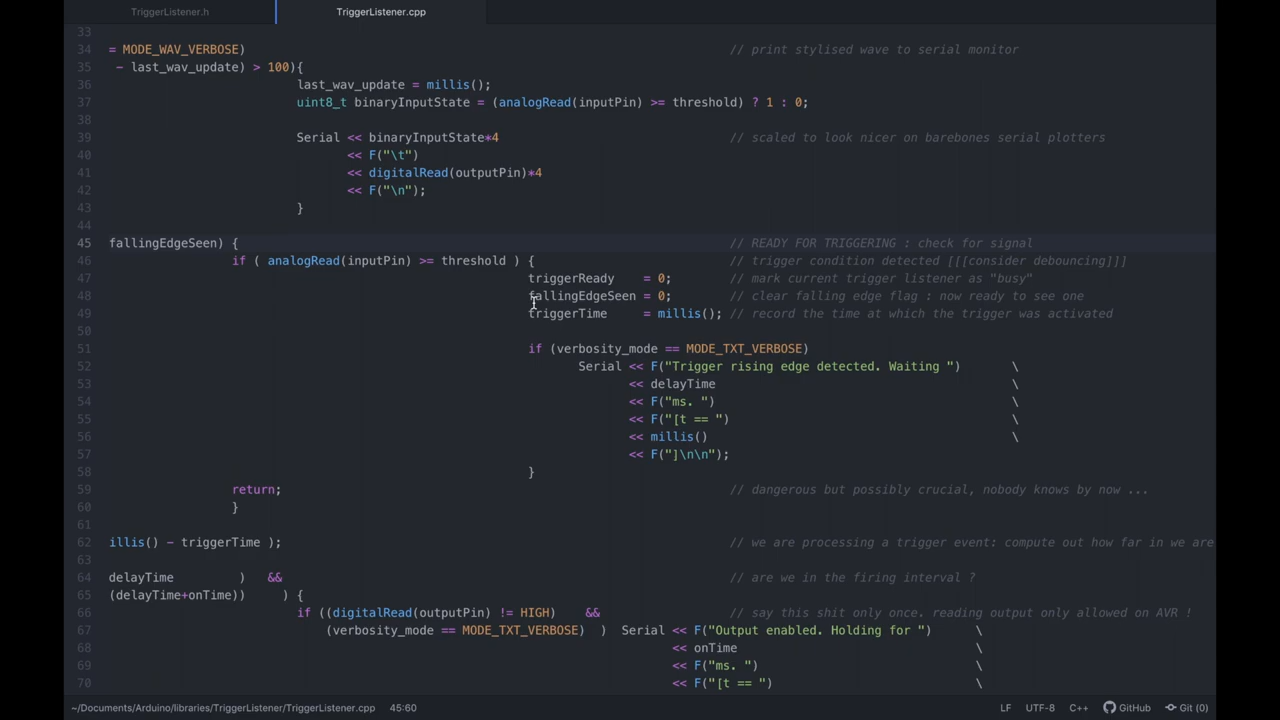 TriggerListener.h TriggerListener.cpp
33
34 = MODE_WAV_VERBOSE) // print stylised wave to serial monitor
35 - last_wav_update) > 100){
36 last_wav_update = millis();
37 uint8_t binaryInputState = (analogRead(inputPin) >= threshold) ? 1 : 0;
38
39 Serial << binaryInputState*4 // scaled to look nicer on barebones serial plotters
40 << F("\t")
41 << digitalRead(outputPin)*4
42 << F("\n");
43 }
44
45 fallingEdgeSeen) { // READY FOR TRIGGERING : check for signal
46 if ( analogRead(inputPin) >= threshold ) { // trigger condition detected [[[consider debouncing]]]
47 triggerReady = 0; // mark current trigger listener as "busy"
48 fallingEdgeSeen = 0; // clear falling edge flag : now ready to see one
49 triggerTime = millis(); // record the time at which the trigger was activated
50
51 if (verbosity_mode == MODE_TXT_VERBOSE)
52 Serial << F("Trigger rising edge detected. Waiting ") \
53 << delayTime \
54 << F("ms. ") \
55 << F("[t == ") \
56 << millis() \
57 << F("]\n\n");
58 }
59 return; // dangerous but possibly crucial, nobody knows by now ...
60 }
61
62 illis() - triggerTime ); // we are processing a trigger event: compute out how far in we are
63
64 delayTime ) && // are we in the firing interval ?
65 (delayTime+onTime)) ) {
66 if ((digitalRead(outputPin) != HIGH) && // say this shit only once. reading output only allowed on AVR !
67 (verbosity_mode == MODE_TXT_VERBOSE) ) Serial << F("Output enabled. Holding for ") \
68 << onTime \
69 << F("ms. ") \
70 << F("[t == ") \
~/Documents/Arduino/libraries/TriggerListener/TriggerListener.cpp 45:60 LF UTF-8 C++ GitHub Git (0)